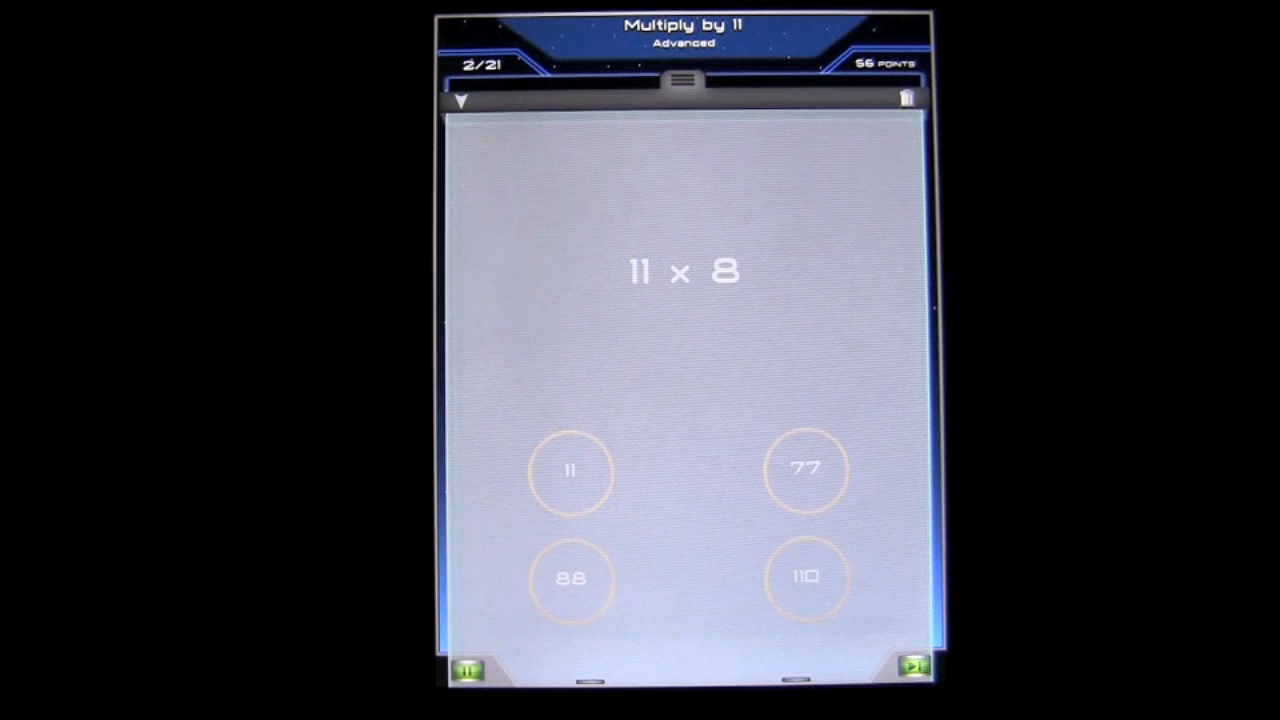 Multiply by 11
Advanced
2/21
56 POINTS
11 x 8
11
77
88
110